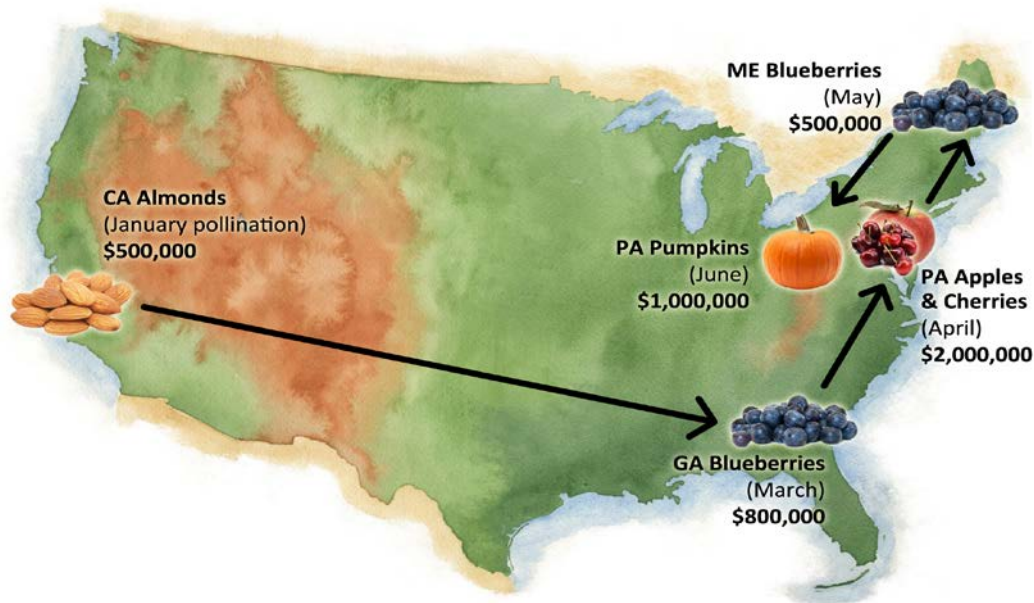 ME Blueberries
(May)
$500,000
CA Almonds
(January pollination)
$500,000
PA Pumpkins
(June)
$1,000,000
PA Apples
& Cherries
(April)
$2,000,000
GA Blueberries
(March)
$800,000